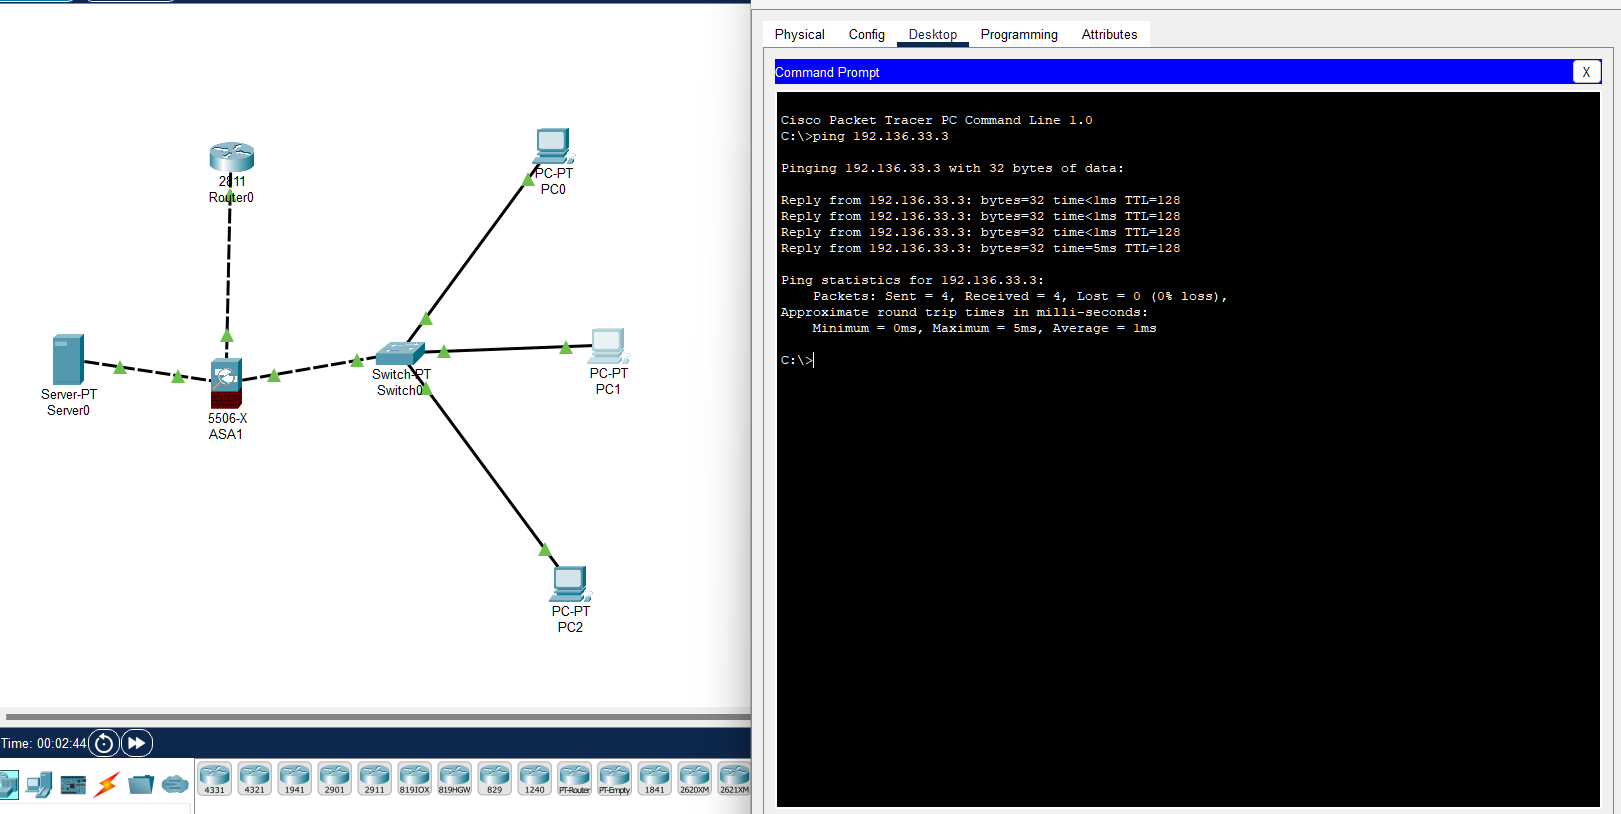 2811
Router0
PC-PT
PC0
Server-PT
Server0
5506-X
ASA1
Switch-PT
Switch0
PC-PT
PC1
PC-PT
PC2
Time: 00:02:44
4331
4321
1941
2901
2911
819IOX
819HGW
829
1240
PT-Router
PT-Empty
1841
2620XM
2621XM
Physical
Config
Desktop
Programming
Attributes
Command Prompt
X
Cisco Packet Tracer PC Command Line 1.0
C:\>ping 192.136.33.3
Pinging 192.136.33.3 with 32 bytes of data:
Reply from 192.136.33.3: bytes=32 time<1ms TTL=128
Reply from 192.136.33.3: bytes=32 time<1ms TTL=128
Reply from 192.136.33.3: bytes=32 time<1ms TTL=128
Reply from 192.136.33.3: bytes=32 time=5ms TTL=128
Ping statistics for 192.136.33.3:
Packets: Sent = 4, Received = 4, Lost = 0 (0% loss),
Approximate round trip times in milli-seconds:
Minimum = 0ms, Maximum = 5ms, Average = 1ms
C:\>